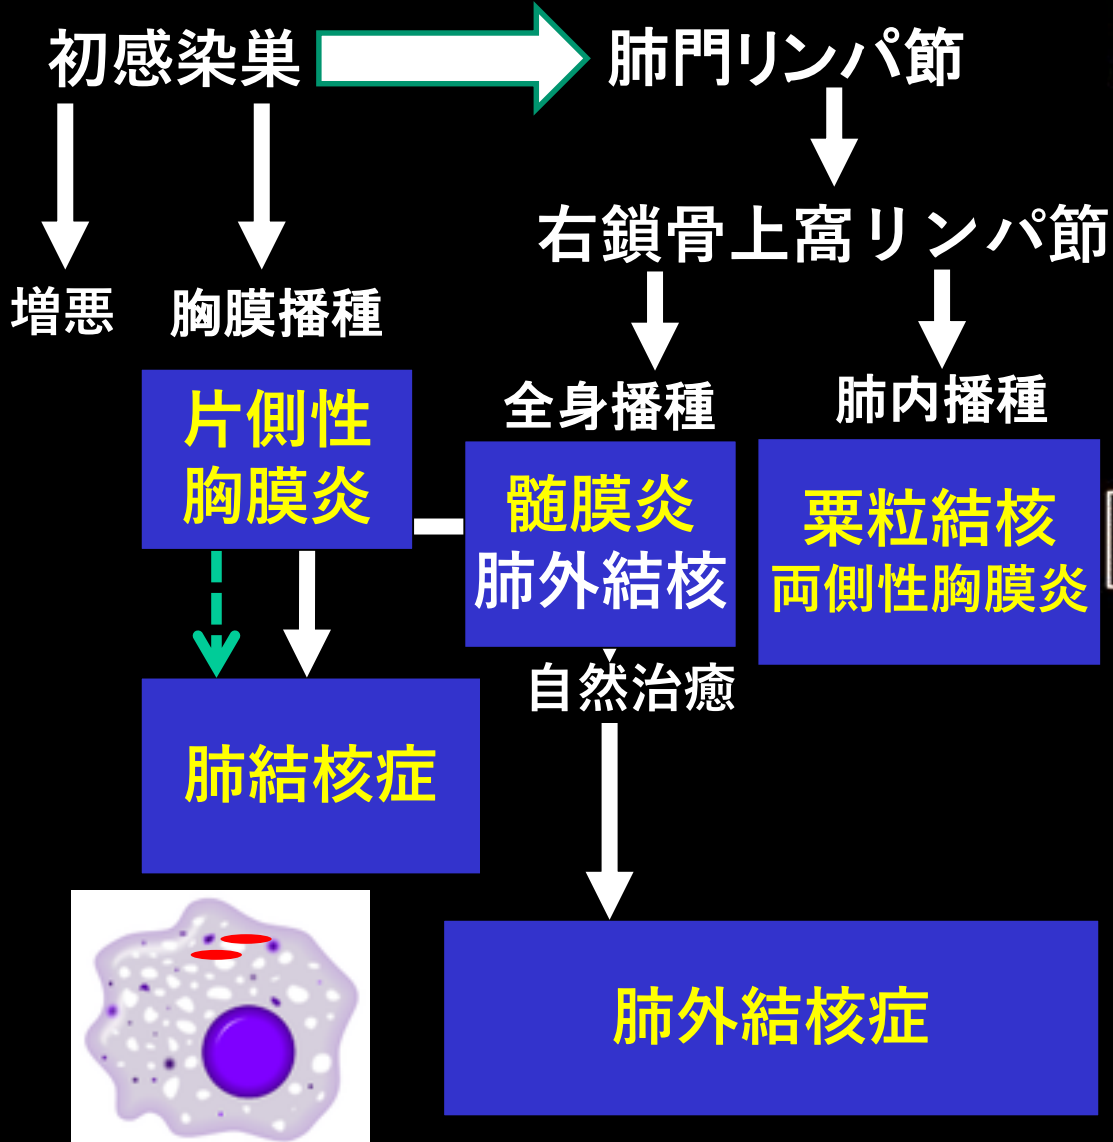 初感染巣
肺門リンパ節
右鎖骨上窩リンパ節
増悪
胸膜播種
全身播種
肺内播種
片側性
胸膜炎
髄膜炎
肺外結核
粟粒結核
両側性胸膜炎
自然治癒
肺結核症
肺外結核症